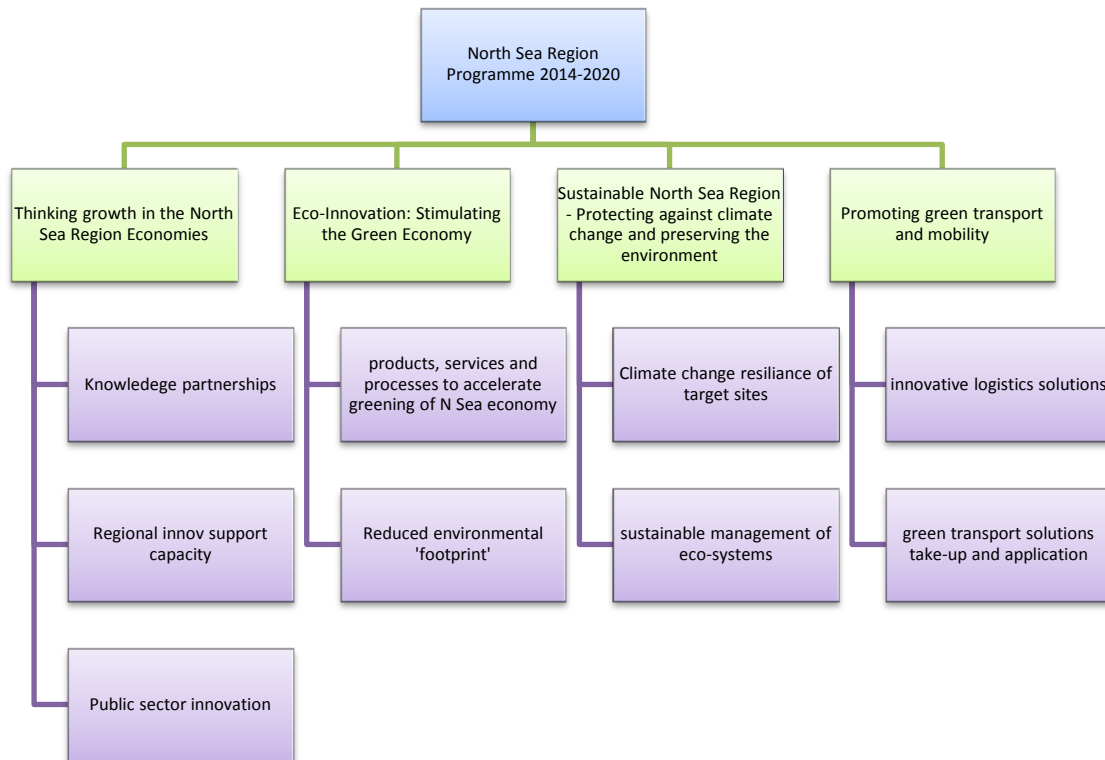 North Sea Region
Programme 2014-2020
Thinking growth in the North
Sea Region Economies
Knowledege partnerships
Regional innov support
capacity
Public sector innovation
Eco-Innovation: Stimulating
the Green Economy
products, services and
processes to accelerate
greening of N Sea economy
Reduced environmental
'footprint'
Sustainable North Sea Region
- Protecting against climate
change and preserving the
environment
Climate change resiliance of
target sites
sustainable management of
eco-systems
Promoting green transport
and mobility
innovative logistics solutions
green transport solutions
take-up and application